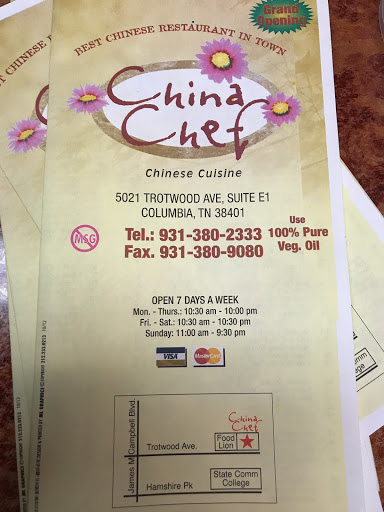 Grand
Opening
BEST CHINESE RESTAURANT IN TOWN
China
Chef
Chinese Cuisine
5021 TROTWOOD AVE, SUITE E1
COLUMBIA, TN 38401
MSG
Tel.: 931-380-2333
Fax. 931-380-9080
Use
100% Pure
Veg. Oil
OPEN 7 DAYS A WEEK
Mon. - Thurs.: 10:30 am - 10:00 pm
Fri. - Sat.: 10:30 am - 10:30 pm
Sunday: 11:00 am - 9:30 pm
VISA
MasterCard
James M Campbell Blvd.
China
Chef
Trotwood Ave.
Food
Lion
Hamshire Pk
State Comm
College